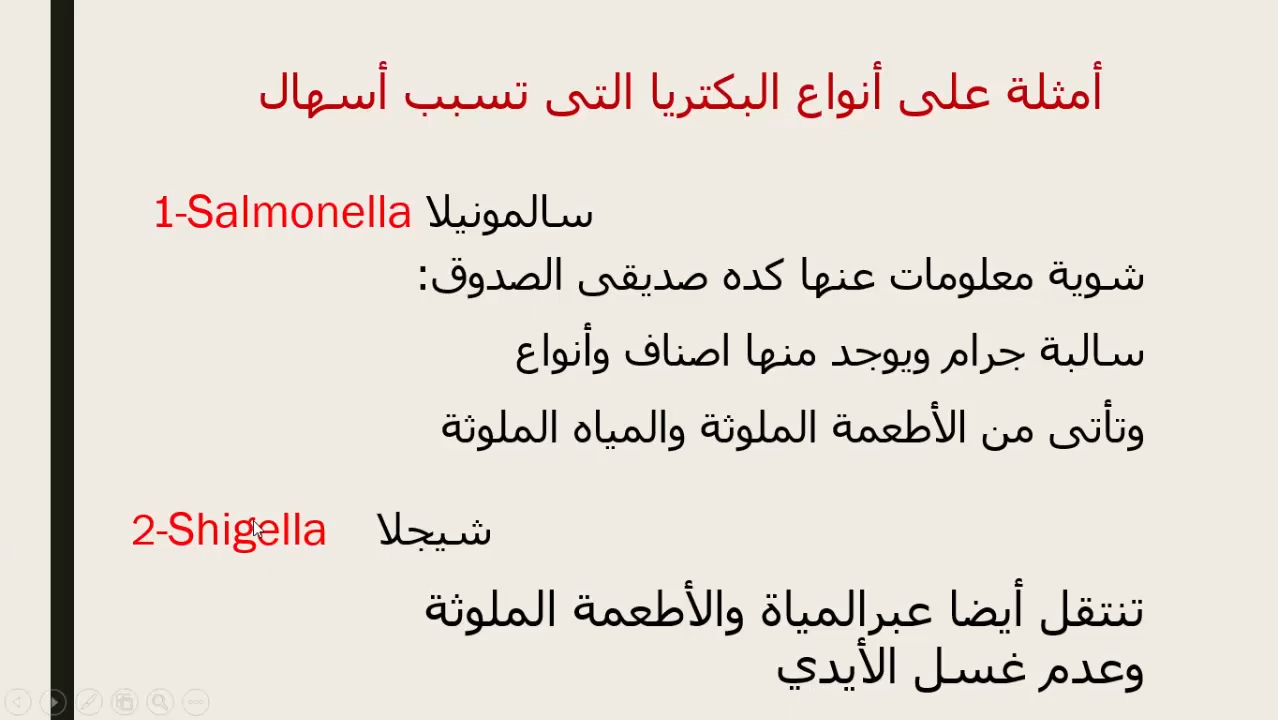 أمثلة على أنواع البكتريا التى تسبب أسهال
1-Salmonella سالمونيلا
شوية معلومات عنها كده صديقى الصدوق:
سالبة جرام ويوجد منها اصناف وأنواع
وتأتى من الأطعمة الملوثة والمياه الملوثة
2-Shigella شيجلا
تنتقل أيضا عبرالمياة والأطعمة الملوثة
وعدم غسل الأيدي